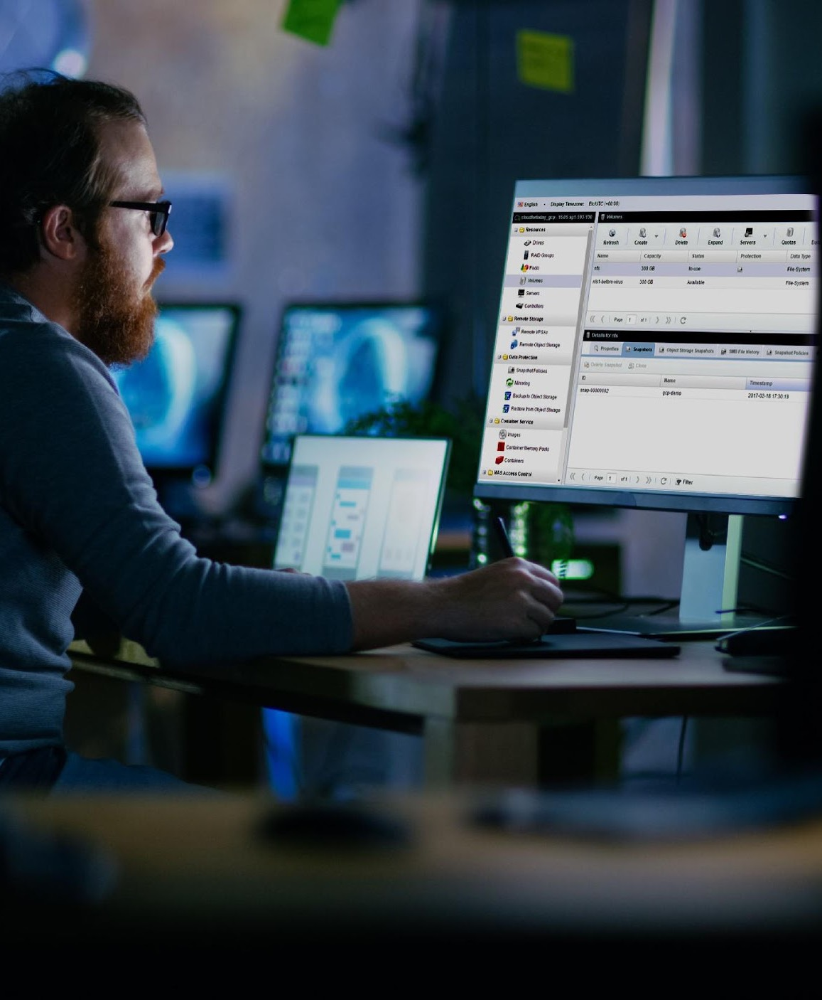 English
Display Timezone: Etc/UTC (+00:00)
Volumes
Resources
Drives
RAID Groups
Pools
Volumes
Servers
Controllers
Remote Storage
Remote VPSAs
Remote Object Storage
Data Protection
Snapshot Policies
Mirroring
Backup to Object Storage
Restore from Object Storage
Container Service
Images
Container Memory Pools
Containers
NAS Access Control
Refresh Create Delete Expand Servers Quotas
Name Capacity Status Protection Data Type
nfs 300 GB In-use File-System
nfs1-before-virus 300 GB Available File-System
Page 1 of 1
Details for nfs
Properties Snapshots Object Storage Snapshots SMB File History Snapshot Policies
Delete Snapshot Clone
ID Name Timestamp
snap-00000002 gcp-demo 2017-02-18 17:30:13
Page 1 of 1 Filter